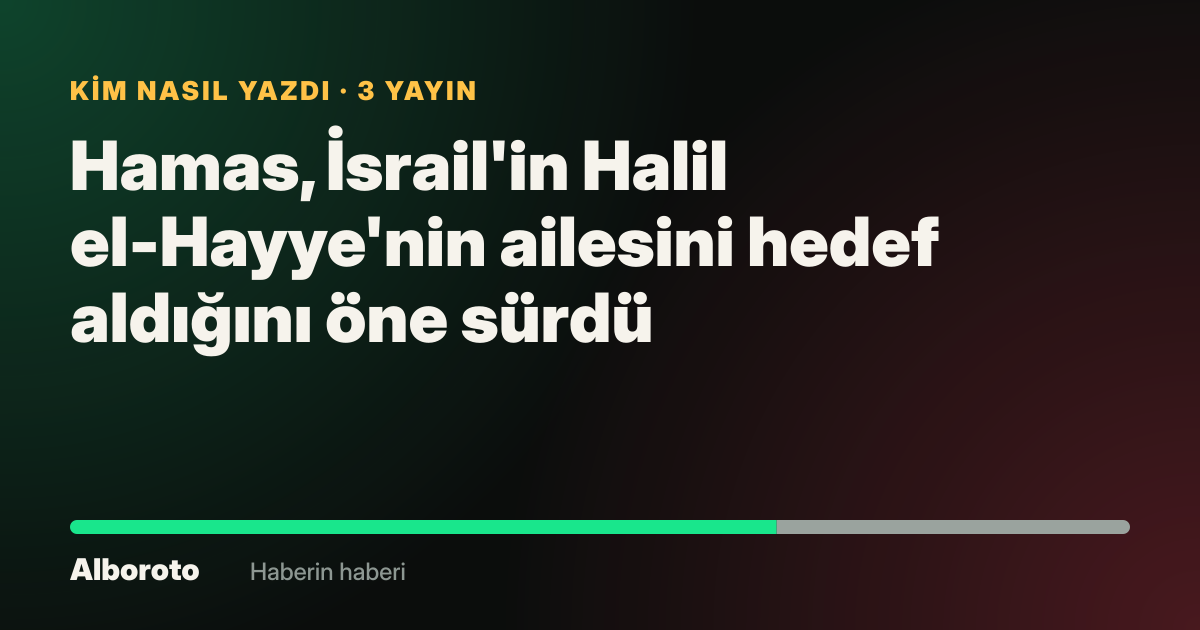 KİM NASIL YAZDI · 3 YAYIN
Hamas, İsrail'in Halil
el-Hayye'nin ailesini hedef
aldığını öne sürdü
Alboroto
Haberin haberi